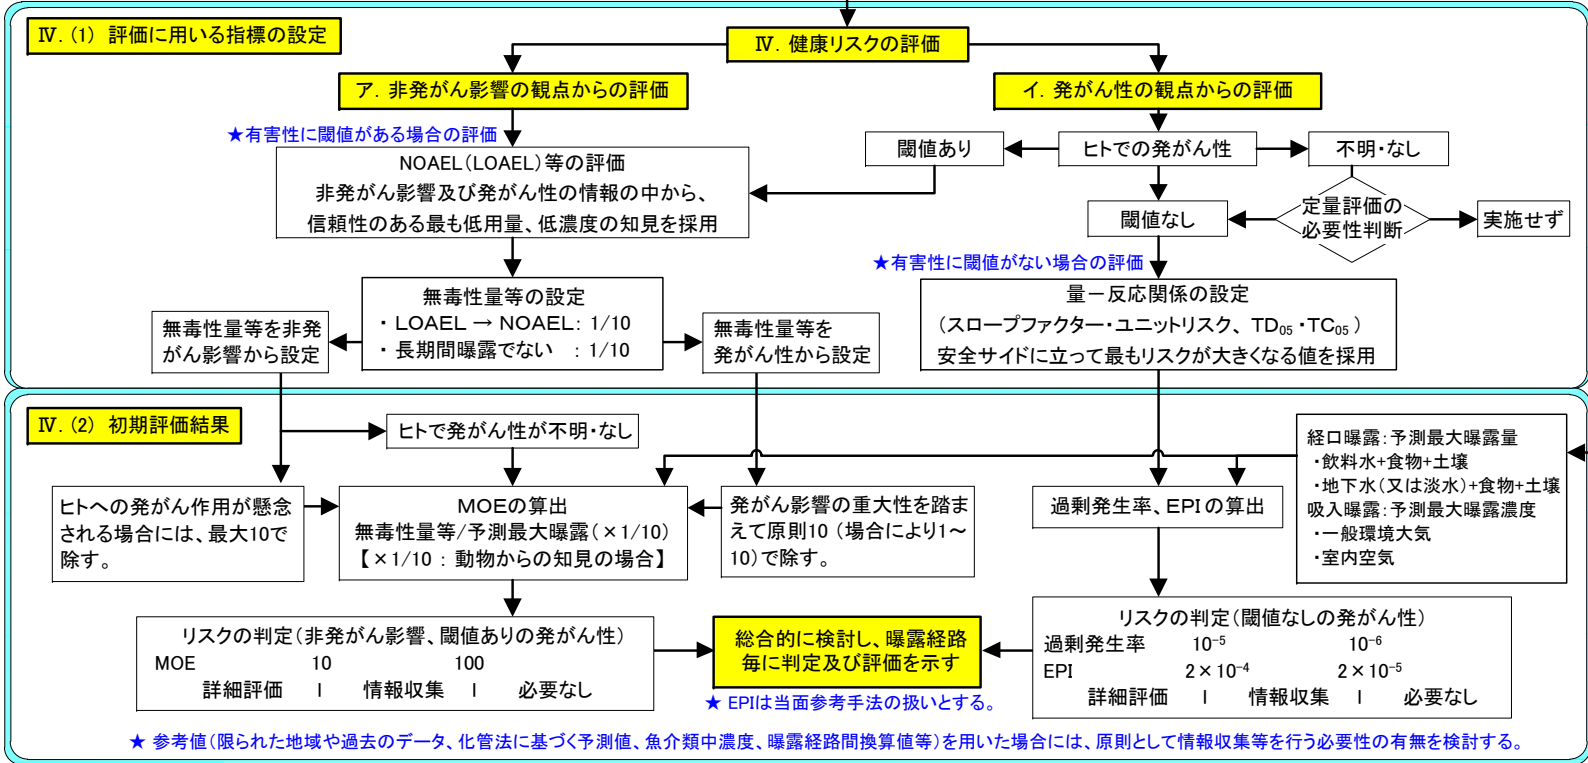 Ⅳ．(1) 評価に用いる指標の設定
Ⅳ．健康リスクの評価
ア．非発がん影響の観点からの評価
イ．発がん性の観点からの評価
★有害性に閾値がある場合の評価
NOAEL（LOAEL）等の評価
非発がん影響及び発がん性の情報の中から、
信頼性のある最も低用量、低濃度の知見を採用
閾値あり
ヒトでの発がん性
不明・なし
閾値なし
定量評価の
必要性判断
実施せず
★有害性に閾値がない場合の評価
無毒性量等の設定
・ LOAEL → NOAEL： 1/10
・ 長期間曝露でない ： 1/10
無毒性量等を非発
がん影響から設定
無毒性量等を
発がん性から設定
量－反応関係の設定
（スロープファクター・ユニットリスク、 TD₀₅ ・TC₀₅ ）
安全サイドに立って最もリスクが大きくなる値を採用
Ⅳ．(2) 初期評価結果
ヒトで発がん性が不明・なし
ヒトへの発がん作用が懸念
される場合には、最大10で
除す。
MOEの算出
無毒性量等/予測最大曝露（×1/10）
【 ×1/10 ： 動物からの知見の場合】
発がん影響の重大性を踏ま
えて原則10 （場合により1～
10）で除す。
過剰発生率、EPI の算出
経口曝露：予測最大曝露量
・飲料水+食物+土壌
・地下水（又は淡水）+食物+土壌
吸入曝露：予測最大曝露濃度
・一般環境大気
・室内空気
リスクの判定（非発がん影響、閾値ありの発がん性）
MOE 10 100
詳細評価 | 情報収集 | 必要なし
総合的に検討し、曝露経路
毎に判定及び評価を示す
★ EPIは当面参考手法の扱いとする。
リスクの判定（閾値なしの発がん性）
過剰発生率 10⁻⁵ 10⁻⁶
EPI 2×10⁻⁴ 2×10⁻⁵
詳細評価 | 情報収集 | 必要なし
★ 参考値（限られた地域や過去のデータ、化管法に基づく予測値、魚介類中濃度、曝露経路間換算値等）を用いた場合には、原則として情報収集等を行う必要性の有無を検討する。